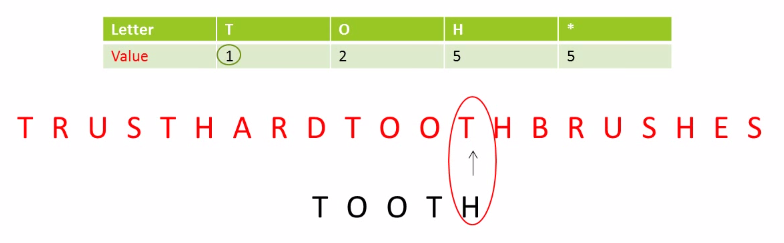 Letter T O H *
Value 1 2 5 5
T R U S T H A R D T O O T H B R U S H E S
T O O T H